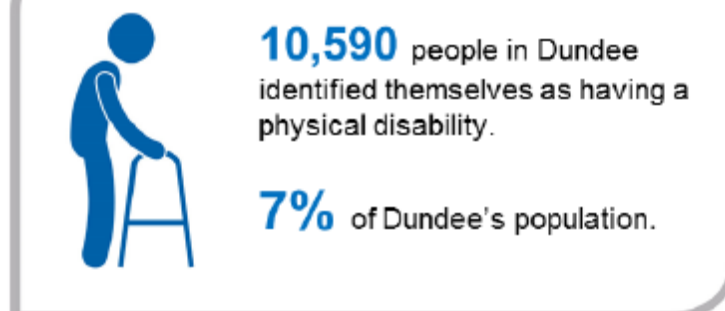 10,590 people in Dundee
identified themselves as having a
physical disability.
7% of Dundee's population.